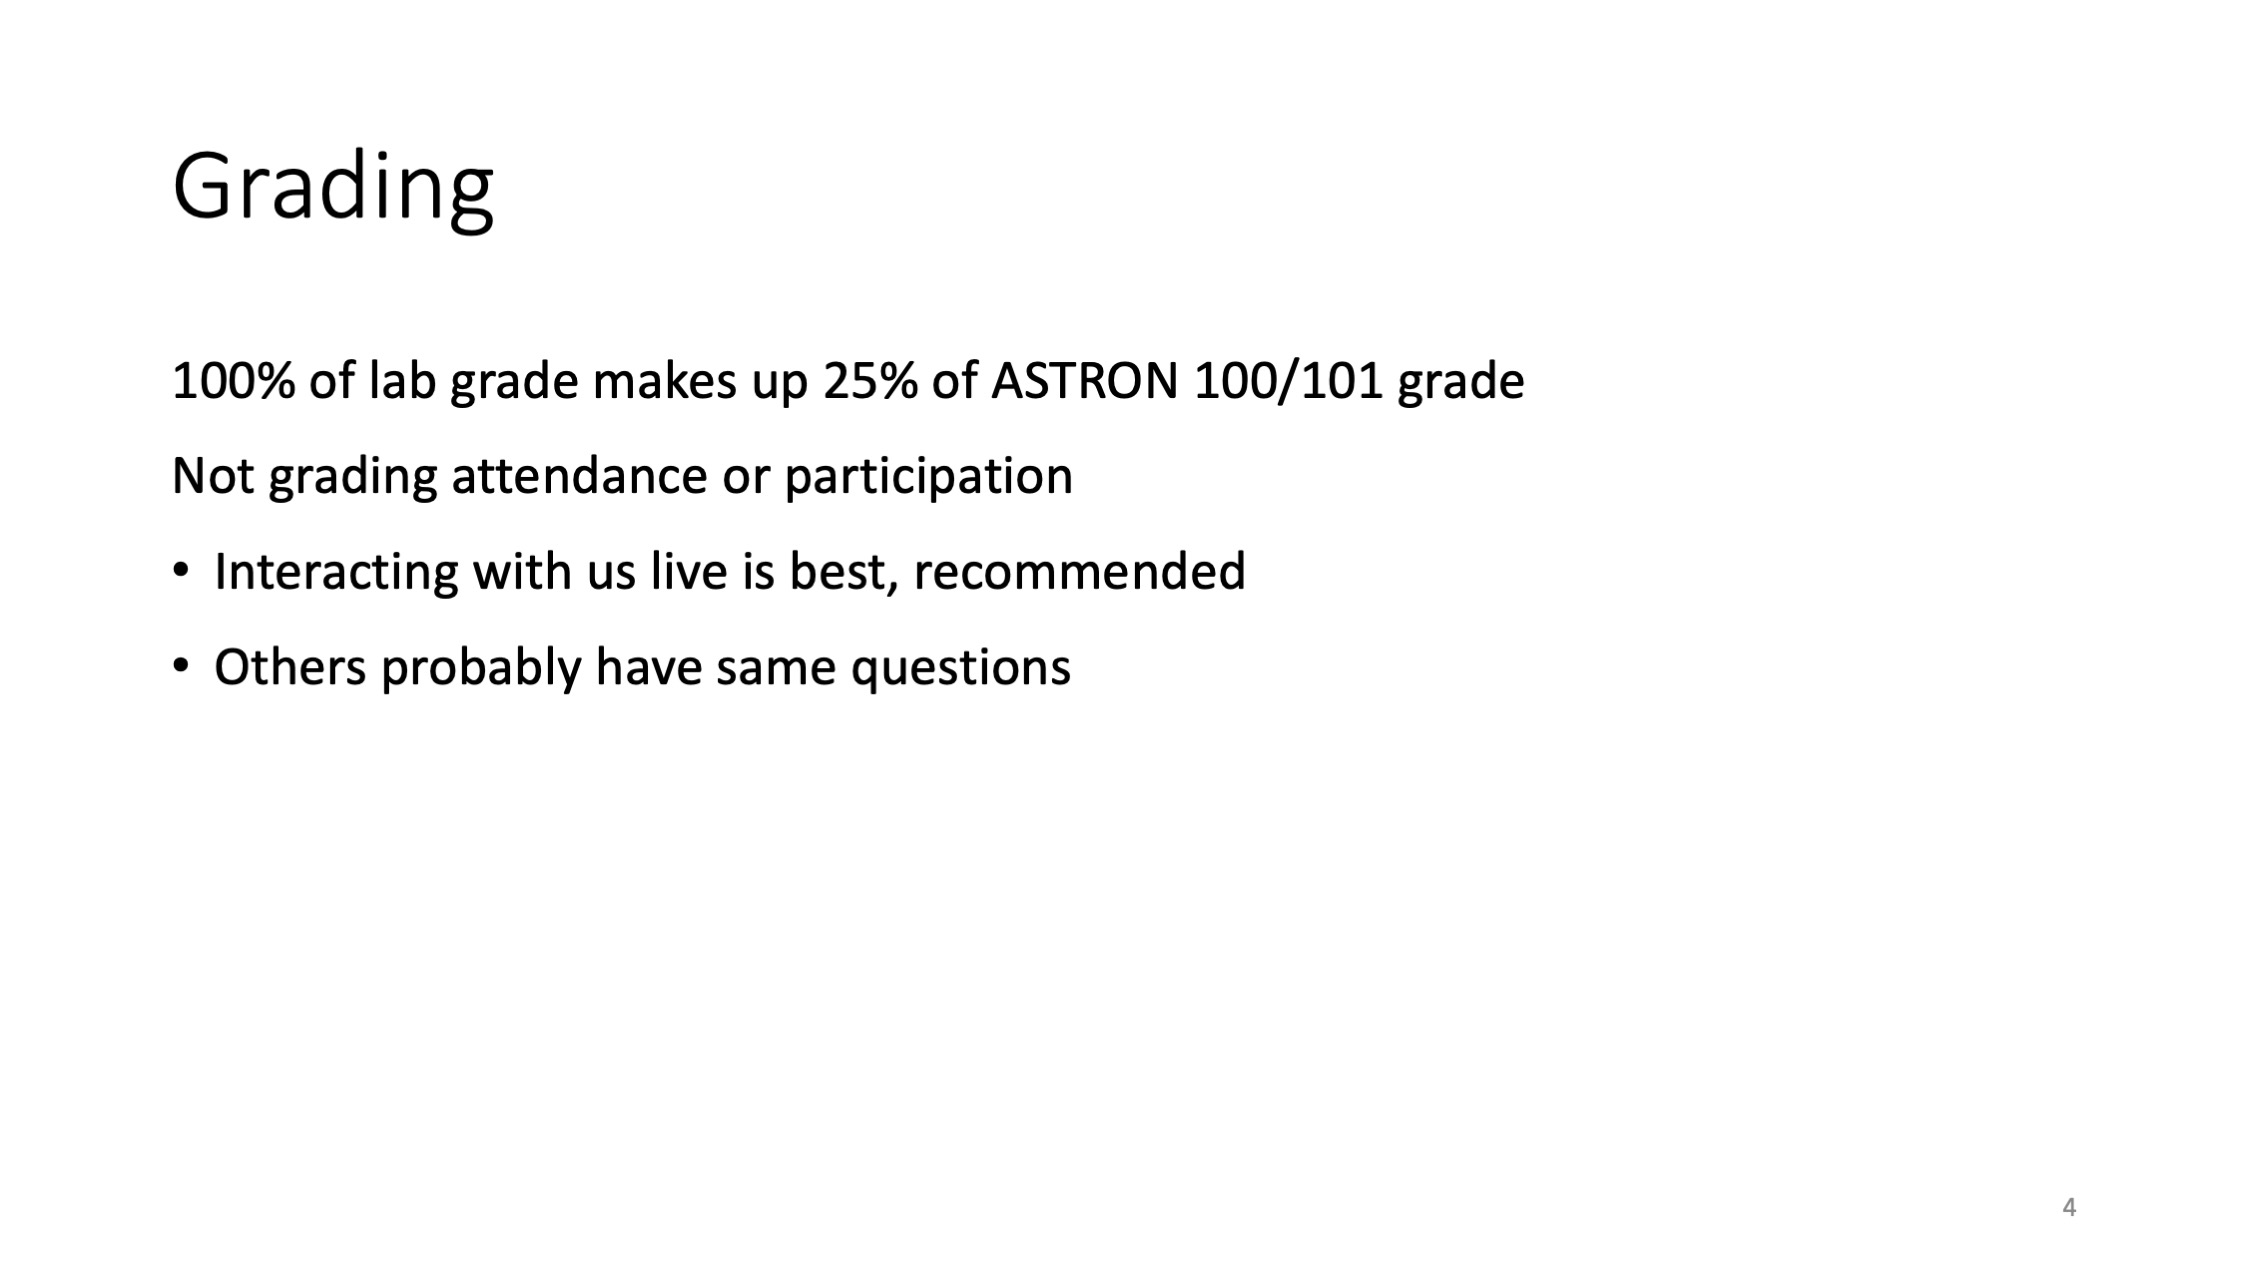 Grading
100% of lab grade makes up 25% of ASTRON 100/101 grade
Not grading attendance or participation
• Interacting with us live is best, recommended
• Others probably have same questions
4